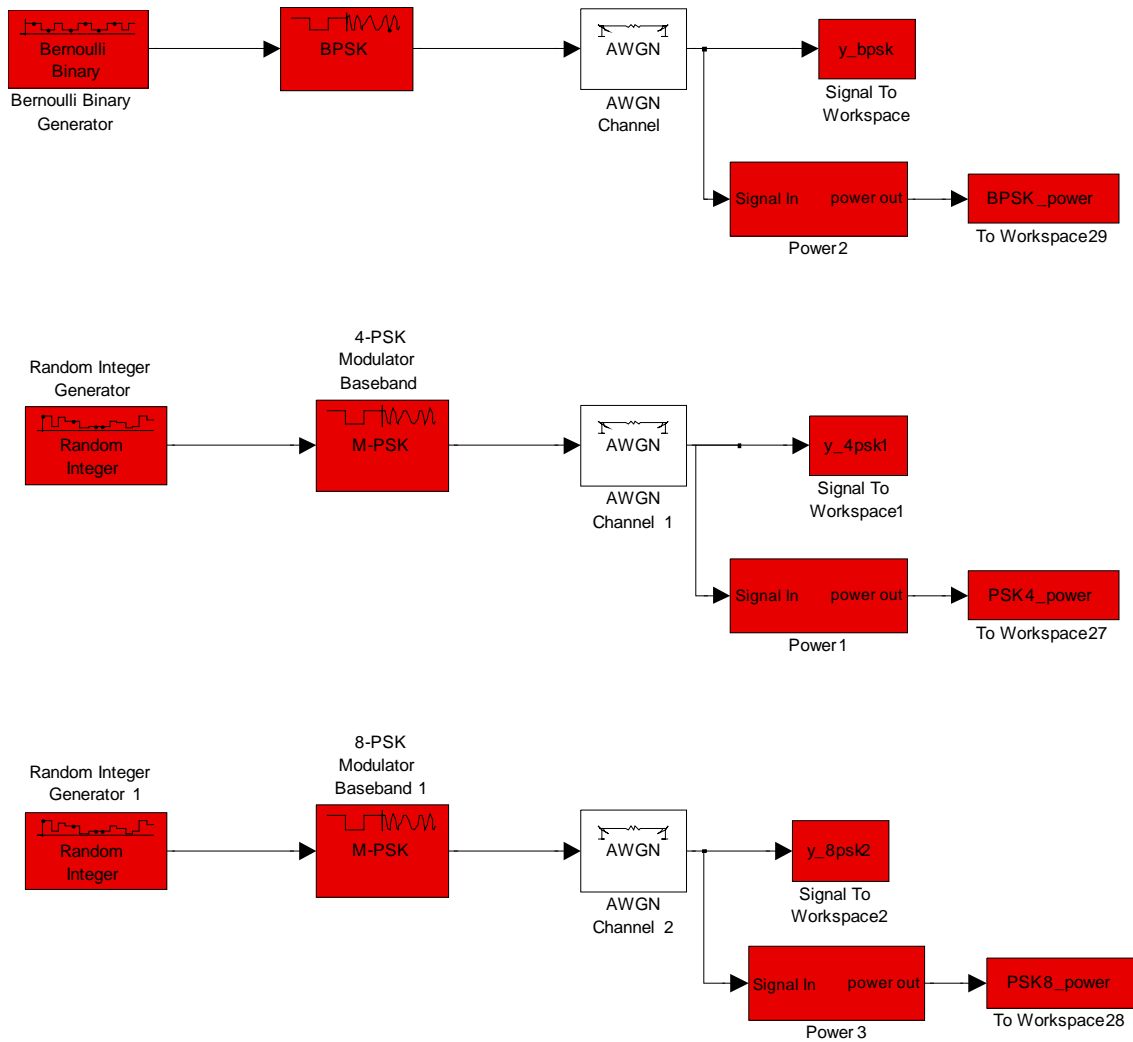 Bernoulli
Binary
Bernoulli Binary
Generator
BPSK
AWGN
AWGN
Channel
y_bpsk
Signal To
Workspace
Signal In power out
Power2
BPSK_power
To Workspace29
Random Integer
Generator
Random
Integer
4-PSK
Modulator
Baseband
M-PSK
AWGN
AWGN
Channel 1
y_4psk1
Signal To
Workspace1
Signal In power out
Power1
PSK4_power
To Workspace27
Random Integer
Generator 1
Random
Integer
8-PSK
Modulator
Baseband 1
M-PSK
AWGN
AWGN
Channel 2
y_8psk2
Signal To
Workspace2
Signal In power out
Power3
PSK8_power
To Workspace28